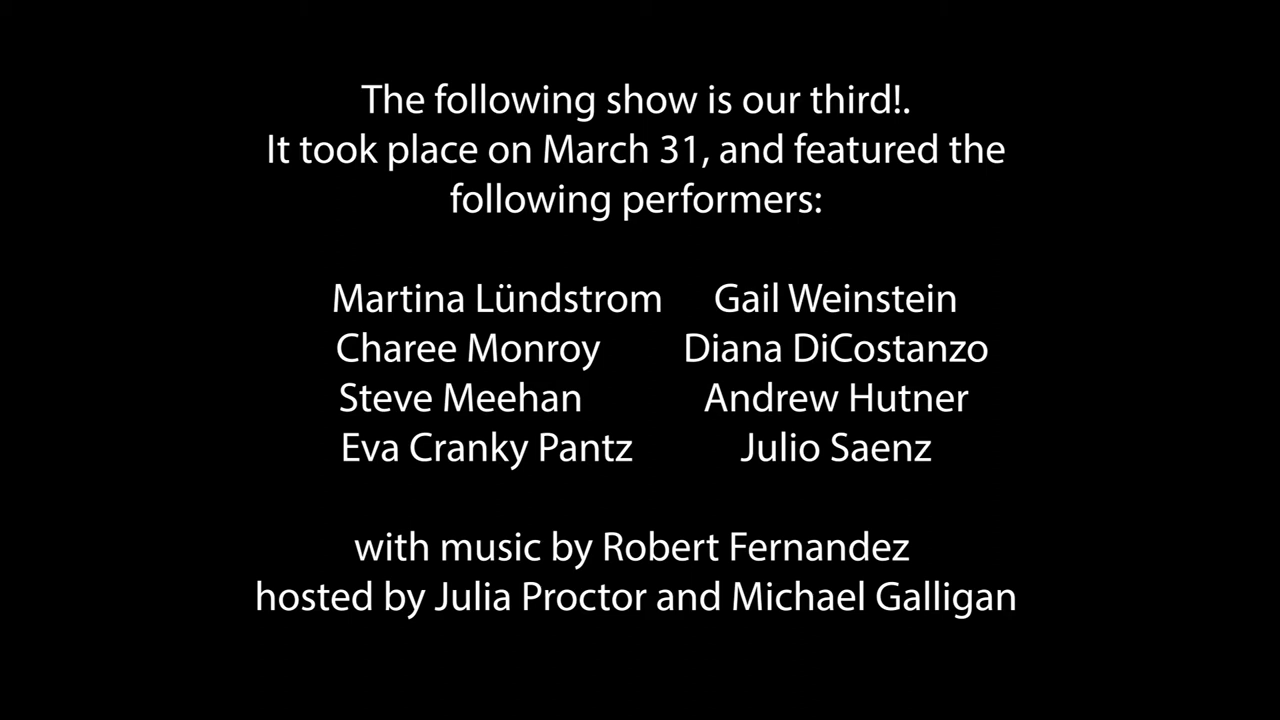 The following show is our third!.
It took place on March 31, and featured the
following performers:
Martina Lündstrom Gail Weinstein
Charee Monroy Diana DiCostanzo
Steve Meehan Andrew Hutner
Eva Cranky Pantz Julio Saenz
with music by Robert Fernandez
hosted by Julia Proctor and Michael Galligan